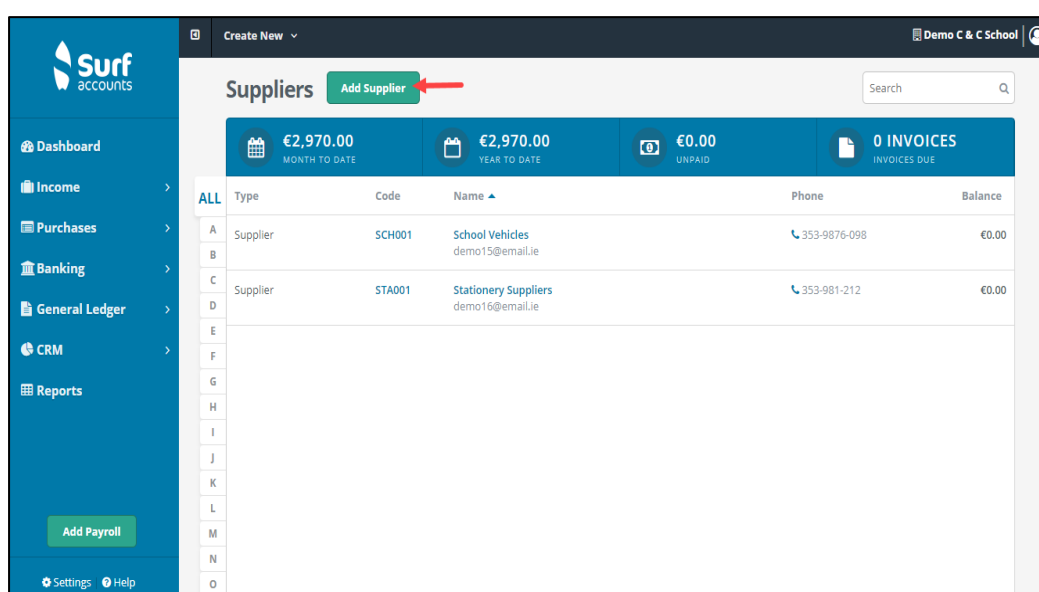 Surf
accounts
Create New
Demo C & C School
Suppliers
Add Supplier
Search
Dashboard
Income
Purchases
Banking
General Ledger
CRM
Reports
Add Payroll
Settings
Help
€2,970.00
MONTH TO DATE
€2,970.00
YEAR TO DATE
€0.00
UNPAID
0 INVOICES
INVOICES DUE
ALL
A
B
C
D
E
F
G
H
I
J
K
L
M
N
O
Type Code Name Phone Balance
Supplier SCH001 School Vehicles 353-9876-098 €0.00
demo15@email.ie
Supplier STA001 Stationery Suppliers 353-981-212 €0.00
demo16@email.ie